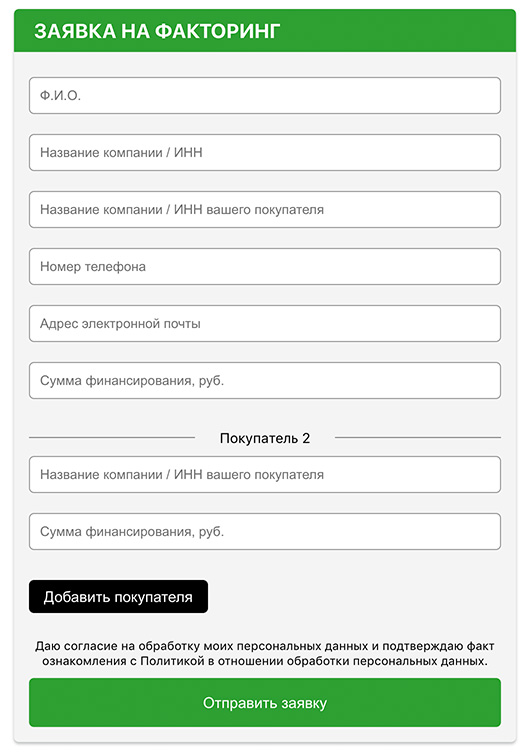 ЗАЯВКА НА ФАКТОРИНГ
Ф.И.О.
Название компании / ИНН
Название компании / ИНН вашего покупателя
Номер телефона
Адрес электронной почты
Сумма финансирования, руб.
Покупатель 2
Название компании / ИНН вашего покупателя
Сумма финансирования, руб.
Добавить покупателя
Даю согласие на обработку моих персональных данных и подтверждаю факт
ознакомления с Политикой в отношении обработки персональных данных.
Отправить заявку